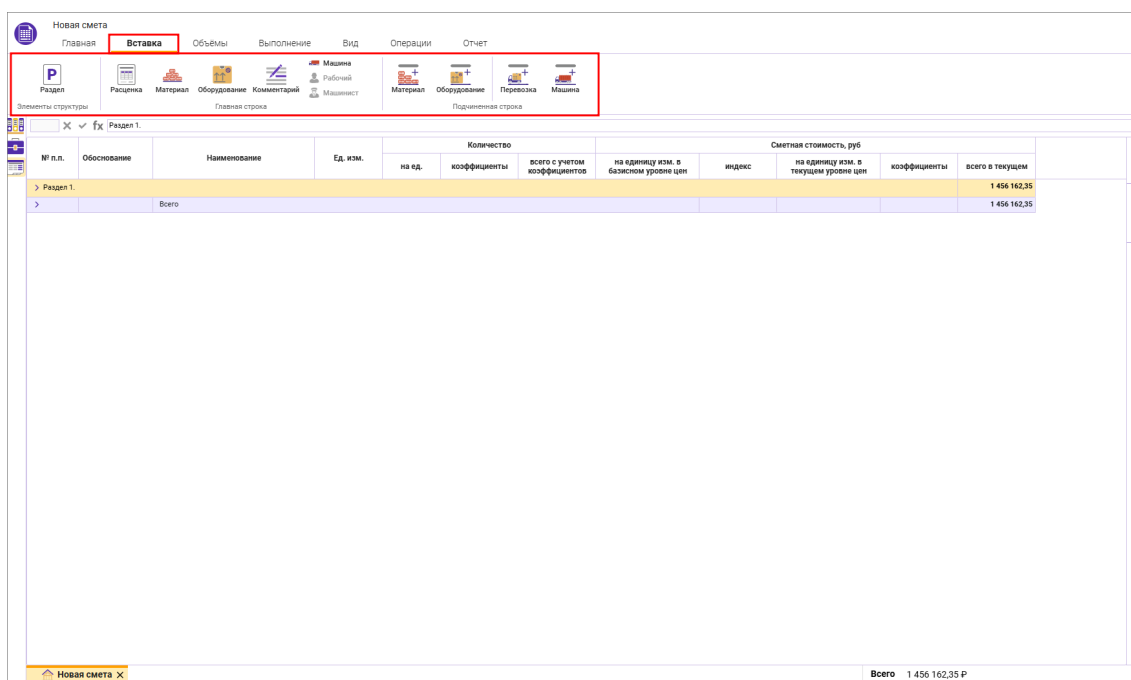 Новая смета
Главная Вставка Объёмы Выполнение Вид Операции Отчет
Р
Раздел
Расценка Материал Оборудование Комментарий
Машина
Рабочий
Машинист
Материал Оборудование Перевозка Машина
Элементы структуры Главная строка Подчиненная строка
fx Раздел 1.
№ п.п. Обоснование Наименование Ед. изм. Количество Сметная стоимость, руб
на ед. коэффициенты всего с учетом коэффициентов на единицу изм. в базисном уровне цен индекс на единицу изм. в текущем уровне цен коэффициенты всего в текущем
Раздел 1. 1 456 162,35
Всего 1 456 162,35
Новая смета Всего 1 456 162,35 ₽